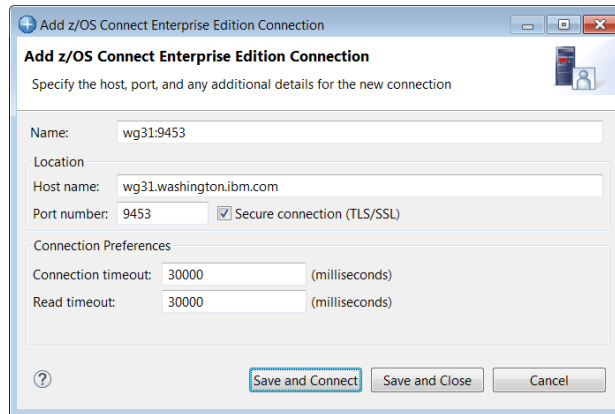 Add z/OS Connect Enterprise Edition Connection
Add z/OS Connect Enterprise Edition Connection
Specify the host, port, and any additional details for the new connection
Name: wg31:9453
Location
Host name: wg31.washington.ibm.com
Port number: 9453 Secure connection (TLS/SSL)
Connection Preferences
Connection timeout: 30000 (milliseconds)
Read timeout: 30000 (milliseconds)
? Save and Connect Save and Close Cancel